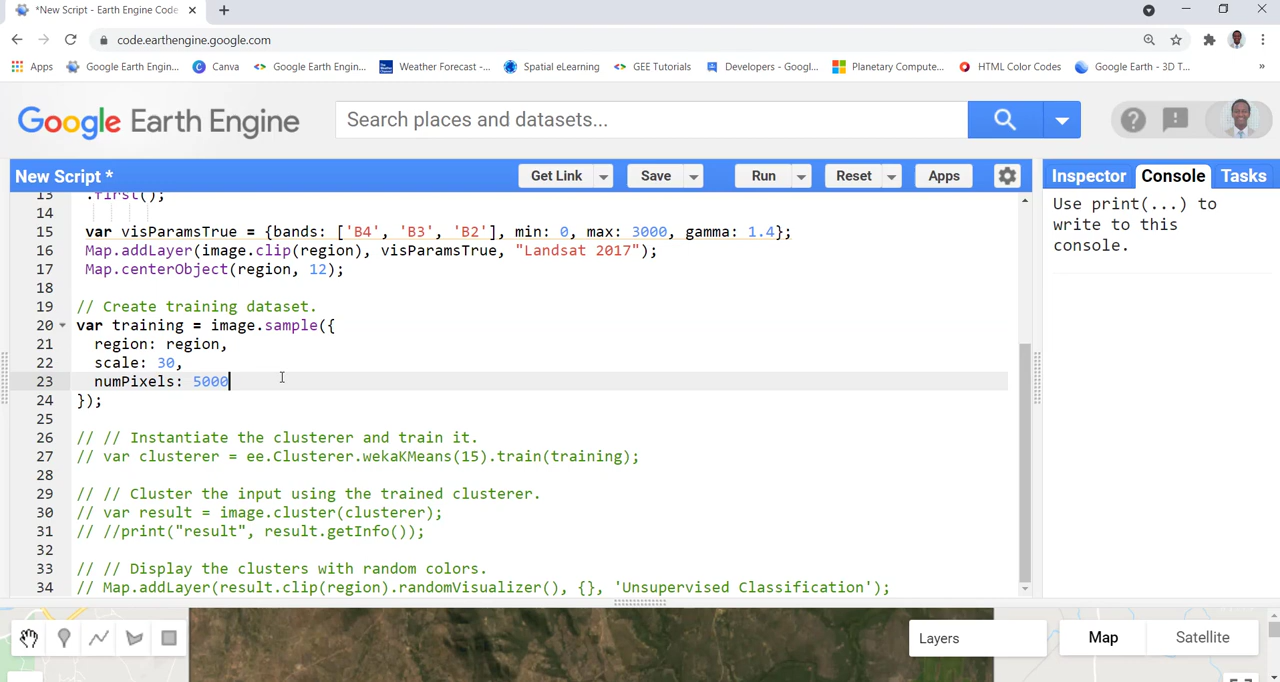 *New Script - Earth Engine Code
code.earthengine.google.com
Apps Google Earth Engin... Canva Google Earth Engin... Weather Forecast -... Spatial eLearning GEE Tutorials Developers - Googl... Planetary Compute... HTML Color Codes Google Earth - 3D T... »
Google Earth Engine
Search places and datasets...
New Script *
Get Link
Save
Run
Reset
Apps
Inspector
Console
Tasks
13 .first();
14
15 var visParamsTrue = {bands: ['B4', 'B3', 'B2'], min: 0, max: 3000, gamma: 1.4};
16 Map.addLayer(image.clip(region), visParamsTrue, "Landsat 2017");
17 Map.centerObject(region, 12);
18
19 // Create training dataset.
20 var training = image.sample({
21 region: region,
22 scale: 30,
23 numPixels: 5000
24 });
25
26 // // Instantiate the clusterer and train it.
27 // var clusterer = ee.Clusterer.wekaKMeans(15).train(training);
28
29 // // Cluster the input using the trained clusterer.
30 // var result = image.cluster(clusterer);
31 // //print("result", result.getInfo());
32
33 // // Display the clusters with random colors.
34 // Map.addLayer(result.clip(region).randomVisualizer(), {}, 'Unsupervised Classification');
Use print(...) to
write to this
console.
Layers
Map
Satellite